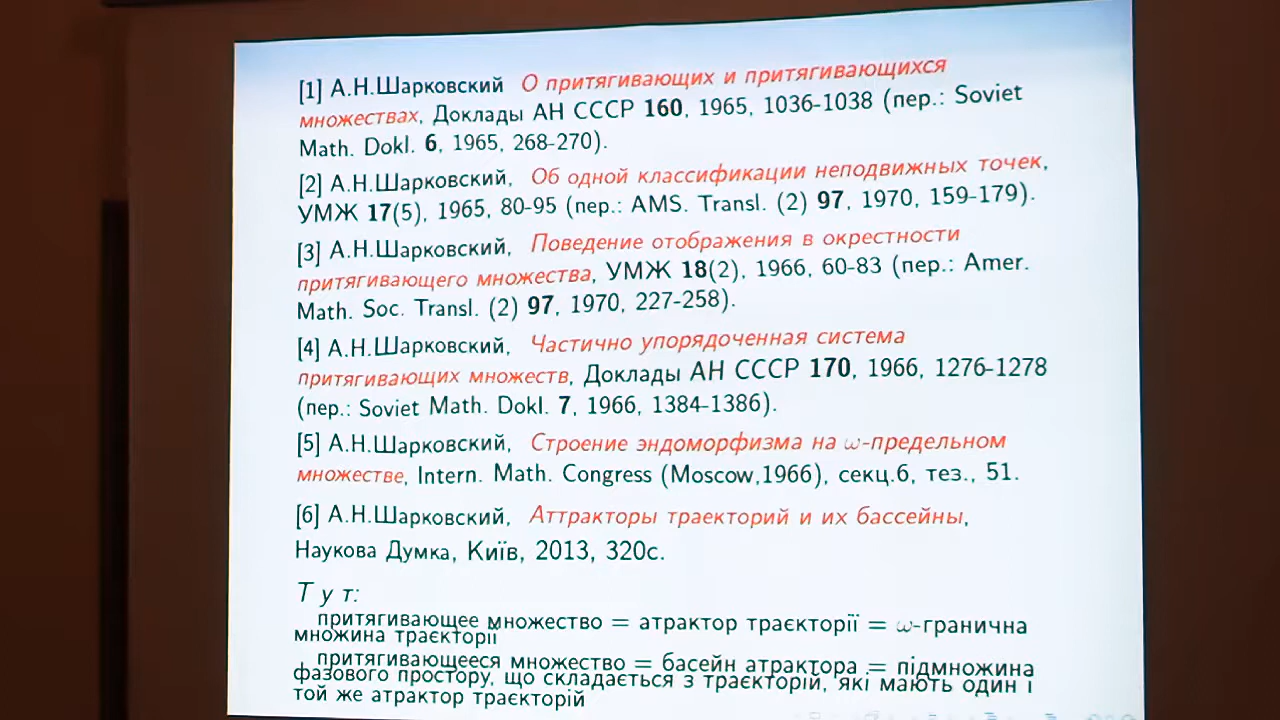 [1] А.Н.Шарковский О притягивающих и притягивающихся
множествах, Доклады АН СССР 160, 1965, 1036-1038 (пер.: Soviet
Math. Dokl. 6, 1965, 268-270).
[2] А.Н.Шарковский, Об одной классификации неподвижных точек,
УМЖ 17(5), 1965, 80-95 (пер.: AMS. Transl. (2) 97, 1970, 159-179).
[3] А.Н.Шарковский, Поведение отображения в окрестности
притягивающего множества, УМЖ 18(2), 1966, 60-83 (пер.: Amer.
Math. Soc. Transl. (2) 97, 1970, 227-258).
[4] А.Н.Шарковский, Частично упорядоченная система
притягивающих множеств, Доклады АН СССР 170, 1966, 1276-1278
(пер.: Soviet Math. Dokl. 7, 1966, 1384-1386).
[5] А.Н.Шарковский, Строение эндоморфизма на ω-предельном
множестве, Intern. Math. Congress (Moscow,1966), секц.6, тез., 51.
[6] А.Н.Шарковский, Аттракторы траекторий и их бассейны,
Наукова Думка, Київ, 2013, 320с.
Т у т:
притягивающее множество = атрактор траєкторії = ω-гранична
множина траєкторії
притягивающееся множество = басейн атрактора = підмножина
фазового простору, що складається з траєкторій, які мають один і
той же атрактор траєкторій